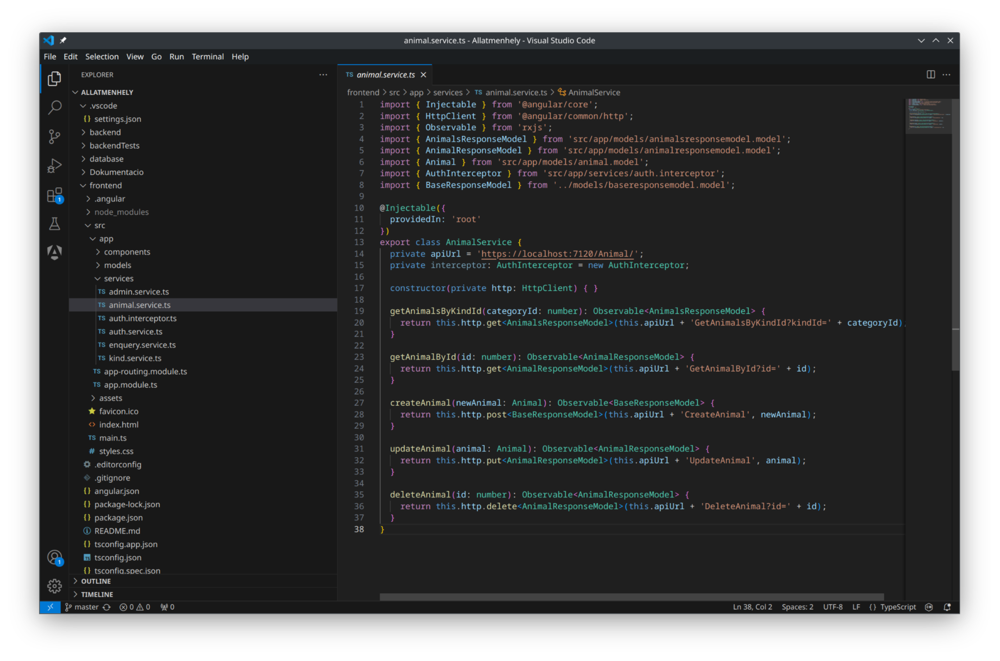 animal.service.ts - Allatmenhely - Visual Studio Code
File Edit Selection View Go Run Terminal Help
EXPLORER
ALLATMENHELY
.vscode
{} settings.json
backend
backendTests
database
Dokumentacio
frontend
.angular
node_modules
src
app
components
models
services
TS admin.service.ts
TS animal.service.ts
TS auth.interceptor.ts
TS auth.service.ts
TS enquery.service.ts
TS kind.service.ts
TS app-routing.module.ts
TS app.module.ts
assets
favicon.ico
<> index.html
TS main.ts
# styles.css
.editorconfig
.gitignore
{} angular.json
{} package-lock.json
{} package.json
README.md
{} tsconfig.app.json
TS tsconfig.json
{} tsconfig.spec.json
OUTLINE
TIMELINE
1
1
TS animal.service.ts
frontend > src > app > services > TS animal.service.ts > AnimalService
1 import { Injectable } from '@angular/core';
2 import { HttpClient } from '@angular/common/http';
3 import { Observable } from 'rxjs';
4 import { AnimalsResponseModel } from 'src/app/models/animalsresponsemodel.model';
5 import { AnimalResponseModel } from 'src/app/models/animalresponsemodel.model';
6 import { Animal } from 'src/app/models/animal.model';
7 import { AuthInterceptor } from 'src/app/services/auth.interceptor';
8 import { BaseResponseModel } from '../models/baseresponsemodel.model';
9
10 @Injectable({
11 providedIn: 'root'
12 })
13 export class AnimalService {
14 private apiUrl = 'https://localhost:7120/Animal/';
15 private interceptor: AuthInterceptor = new AuthInterceptor;
16
17 constructor(private http: HttpClient) { }
18
19 getAnimalsByKindId(categoryId: number): Observable<AnimalsResponseModel> {
20 return this.http.get<AnimalsResponseModel>(this.apiUrl + 'GetAnimalsByKindId?kindId=' + categoryId);
21 }
22
23 getAnimalById(id: number): Observable<AnimalResponseModel> {
24 return this.http.get<AnimalResponseModel>(this.apiUrl + 'GetAnimalById?id=' + id);
25 }
26
27 createAnimal(newAnimal: Animal): Observable<BaseResponseModel> {
28 return this.http.post<BaseResponseModel>(this.apiUrl + 'CreateAnimal', newAnimal);
29 }
30
31 updateAnimal(animal: Animal): Observable<AnimalResponseModel> {
32 return this.http.put<AnimalResponseModel>(this.apiUrl + 'UpdateAnimal', animal);
33 }
34
35 deleteAnimal(id: number): Observable<AnimalResponseModel> {
36 return this.http.delete<AnimalResponseModel>(this.apiUrl + 'DeleteAnimal?id=' + id);
37 }
38 }
master 0 0 0 Ln 38, Col 2 Spaces: 2 UTF-8 LF {} TypeScript